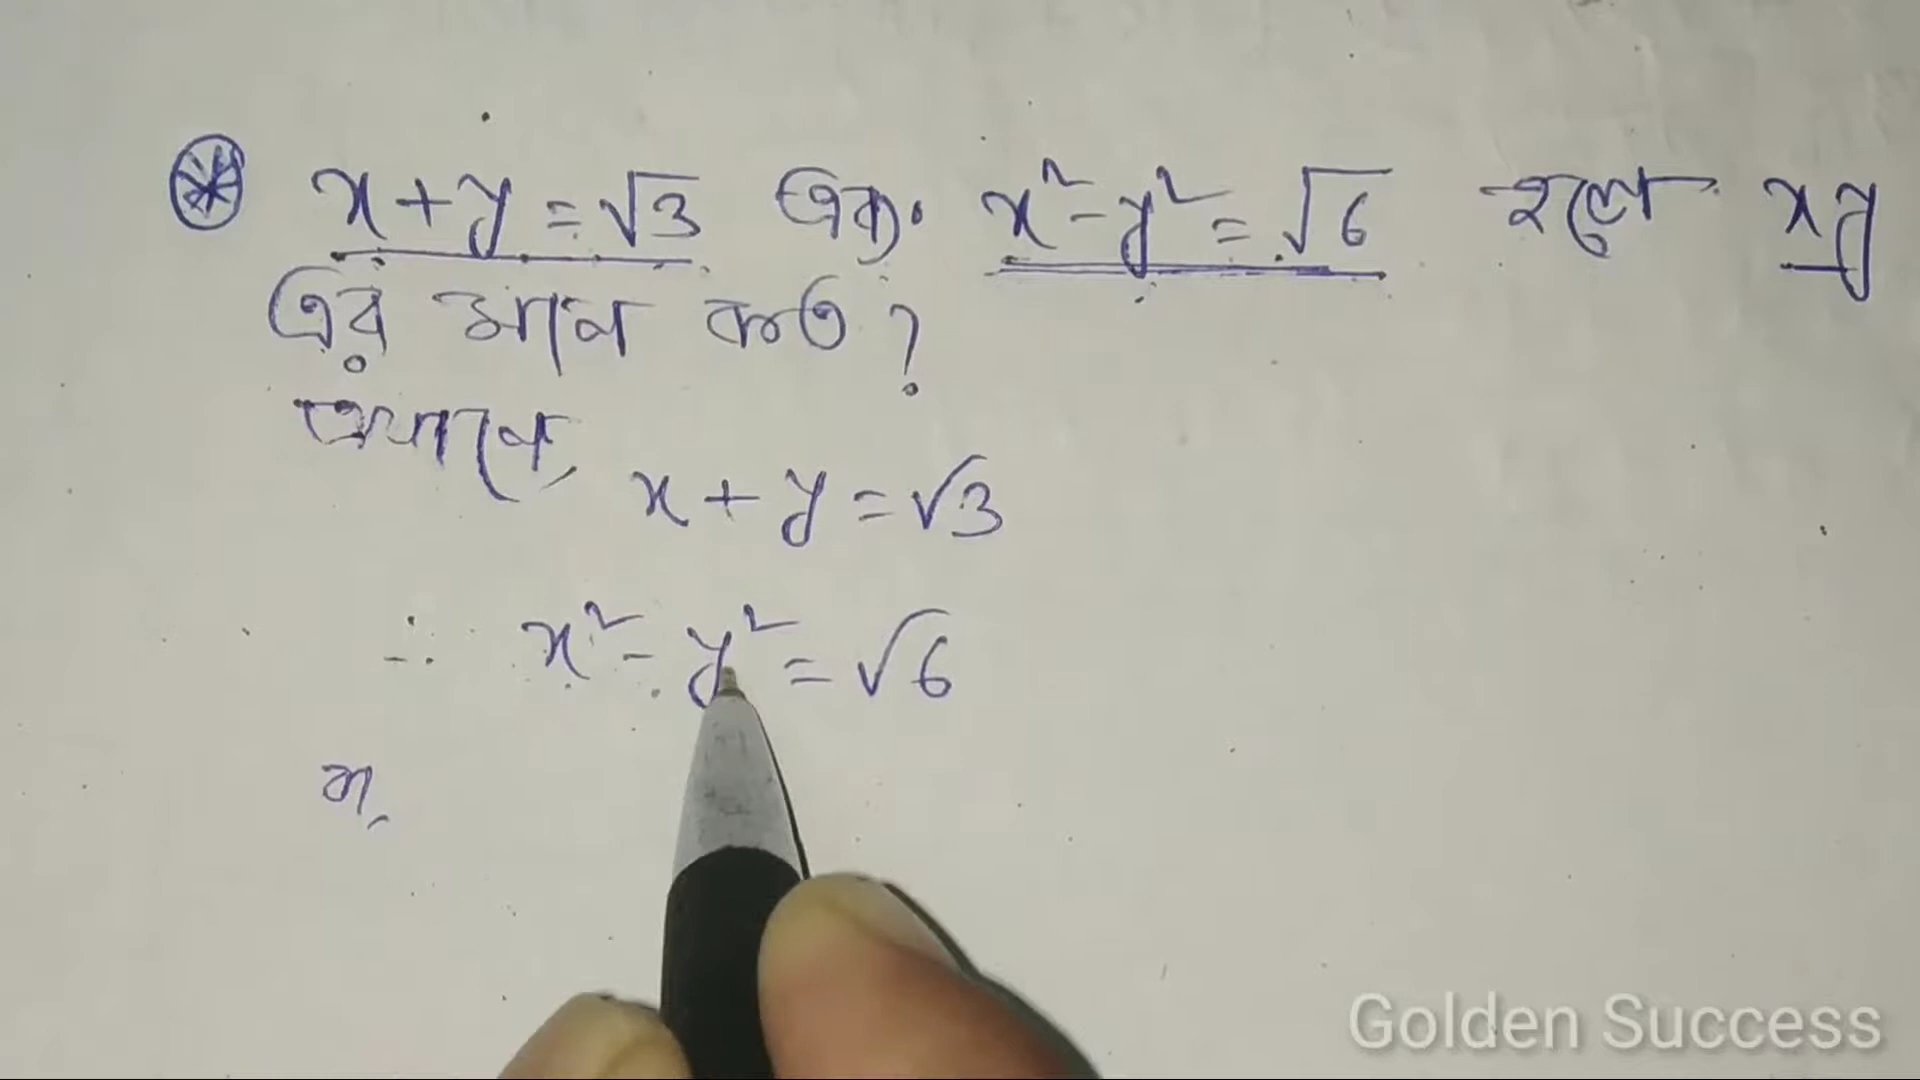 x + y = √3 এবং x² - y² = √6 হলে xy
এর মান কত?
এখানে,
x + y = √3
∴ x² - y² = √6
বা,
Golden Success